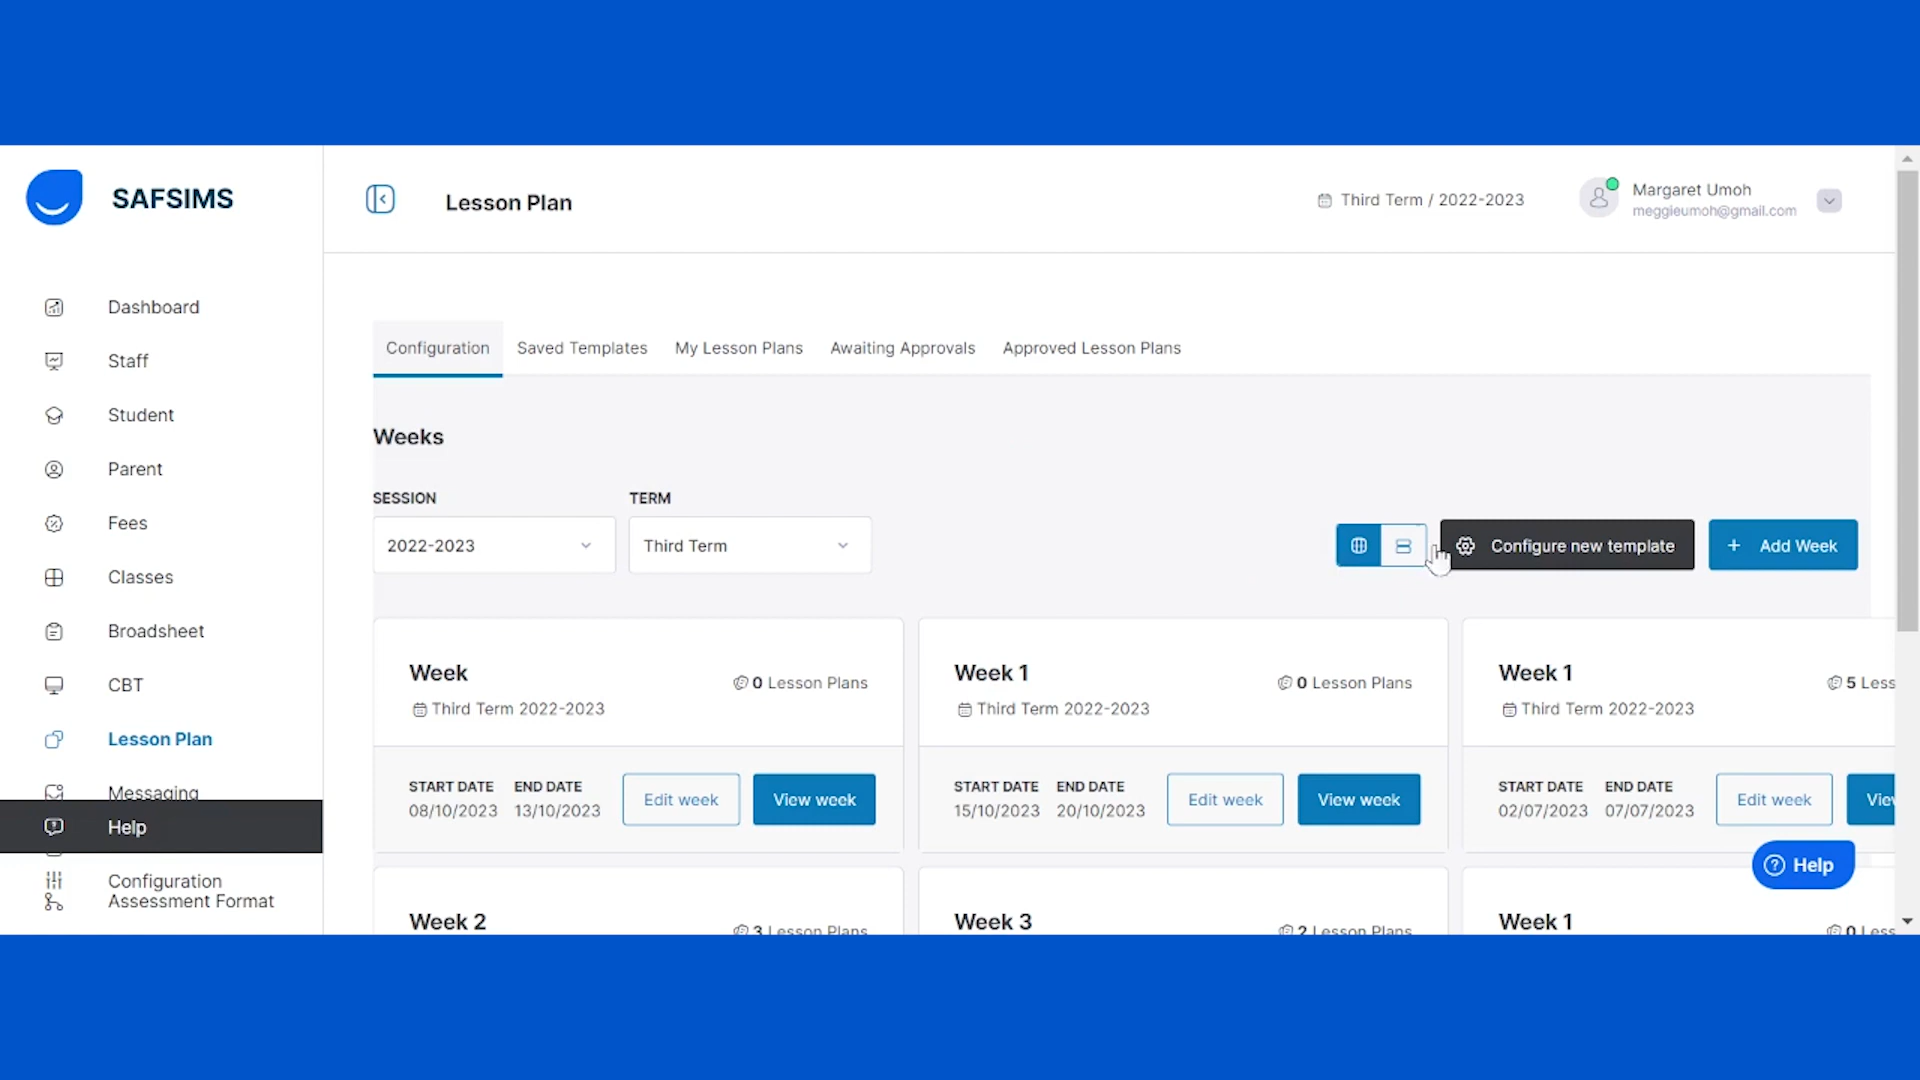 SAFSIMS
Lesson Plan
Third Term / 2022-2023
Margaret Umoh
meggieumoh@gmail.com
Dashboard
Staff
Student
Parent
Fees
Classes
Broadsheet
CBT
Lesson Plan
Messaging
Help
Configuration
Assessment Format
Configuration Saved Templates My Lesson Plans Awaiting Approvals Approved Lesson Plans
Weeks
SESSION TERM
2022-2023 Third Term
Configure new template + Add Week
Week
0 Lesson Plans
Third Term 2022-2023
START DATE END DATE
08/10/2023 13/10/2023
Edit week View week
Week 1
0 Lesson Plans
Third Term 2022-2023
START DATE END DATE
15/10/2023 20/10/2023
Edit week View week
Week 1
5 Less
Third Term 2022-2023
START DATE END DATE
02/07/2023 07/07/2023
Edit week Viev
Help
Week 2
3 Lesson Plans
Week 3
2 Lesson Plans
Week 1
0 Less